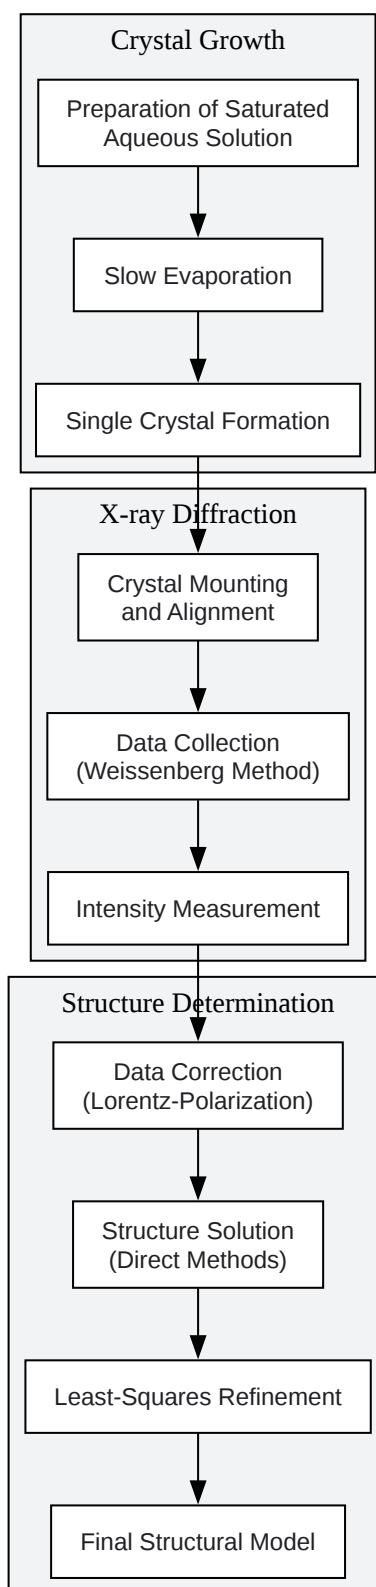 Crystal Growth
Preparation of Saturated
Aqueous Solution
Slow Evaporation
Single Crystal Formation
X-ray Diffraction
Crystal Mounting
and Alignment
Data Collection
(Weissenberg Method)
Intensity Measurement
Structure Determination
Data Correction
(Lorentz-Polarization)
Structure Solution
(Direct Methods)
Least-Squares Refinement
Final Structural Model